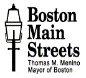 Boston
Main
Streets
Thomas M. Menino
Mayor of Boston